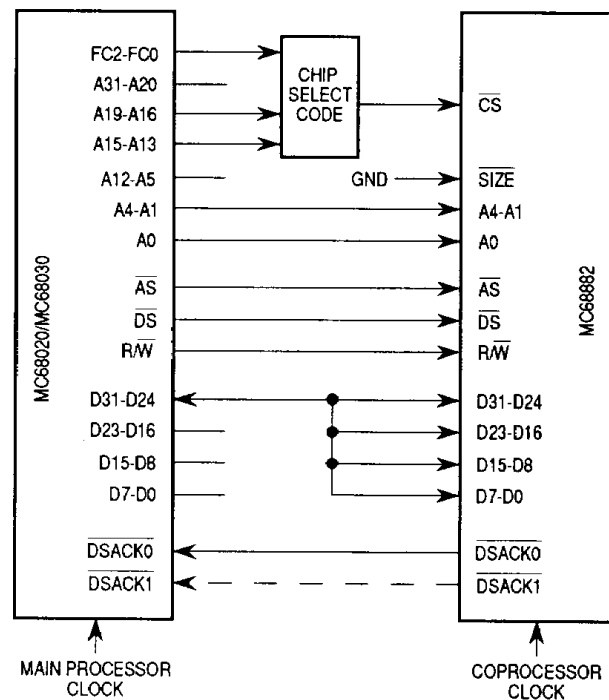 FC2-FC0
A31-A20
A19-A16
A15-A13
A12-A5
A4-A1
A0
AS
DS
R/W
D31-D24
D23-D16
D15-D8
D7-D0
DSACK0
DSACK1
MC68020/MC68030
CHIP
SELECT
CODE
GND
CS
SIZE
A4-A1
A0
AS
DS
R/W
D31-D24
D23-D16
D15-D8
D7-D0
DSACK0
DSACK1
MC68882
MAIN PROCESSOR
CLOCK
COPROCESSOR
CLOCK